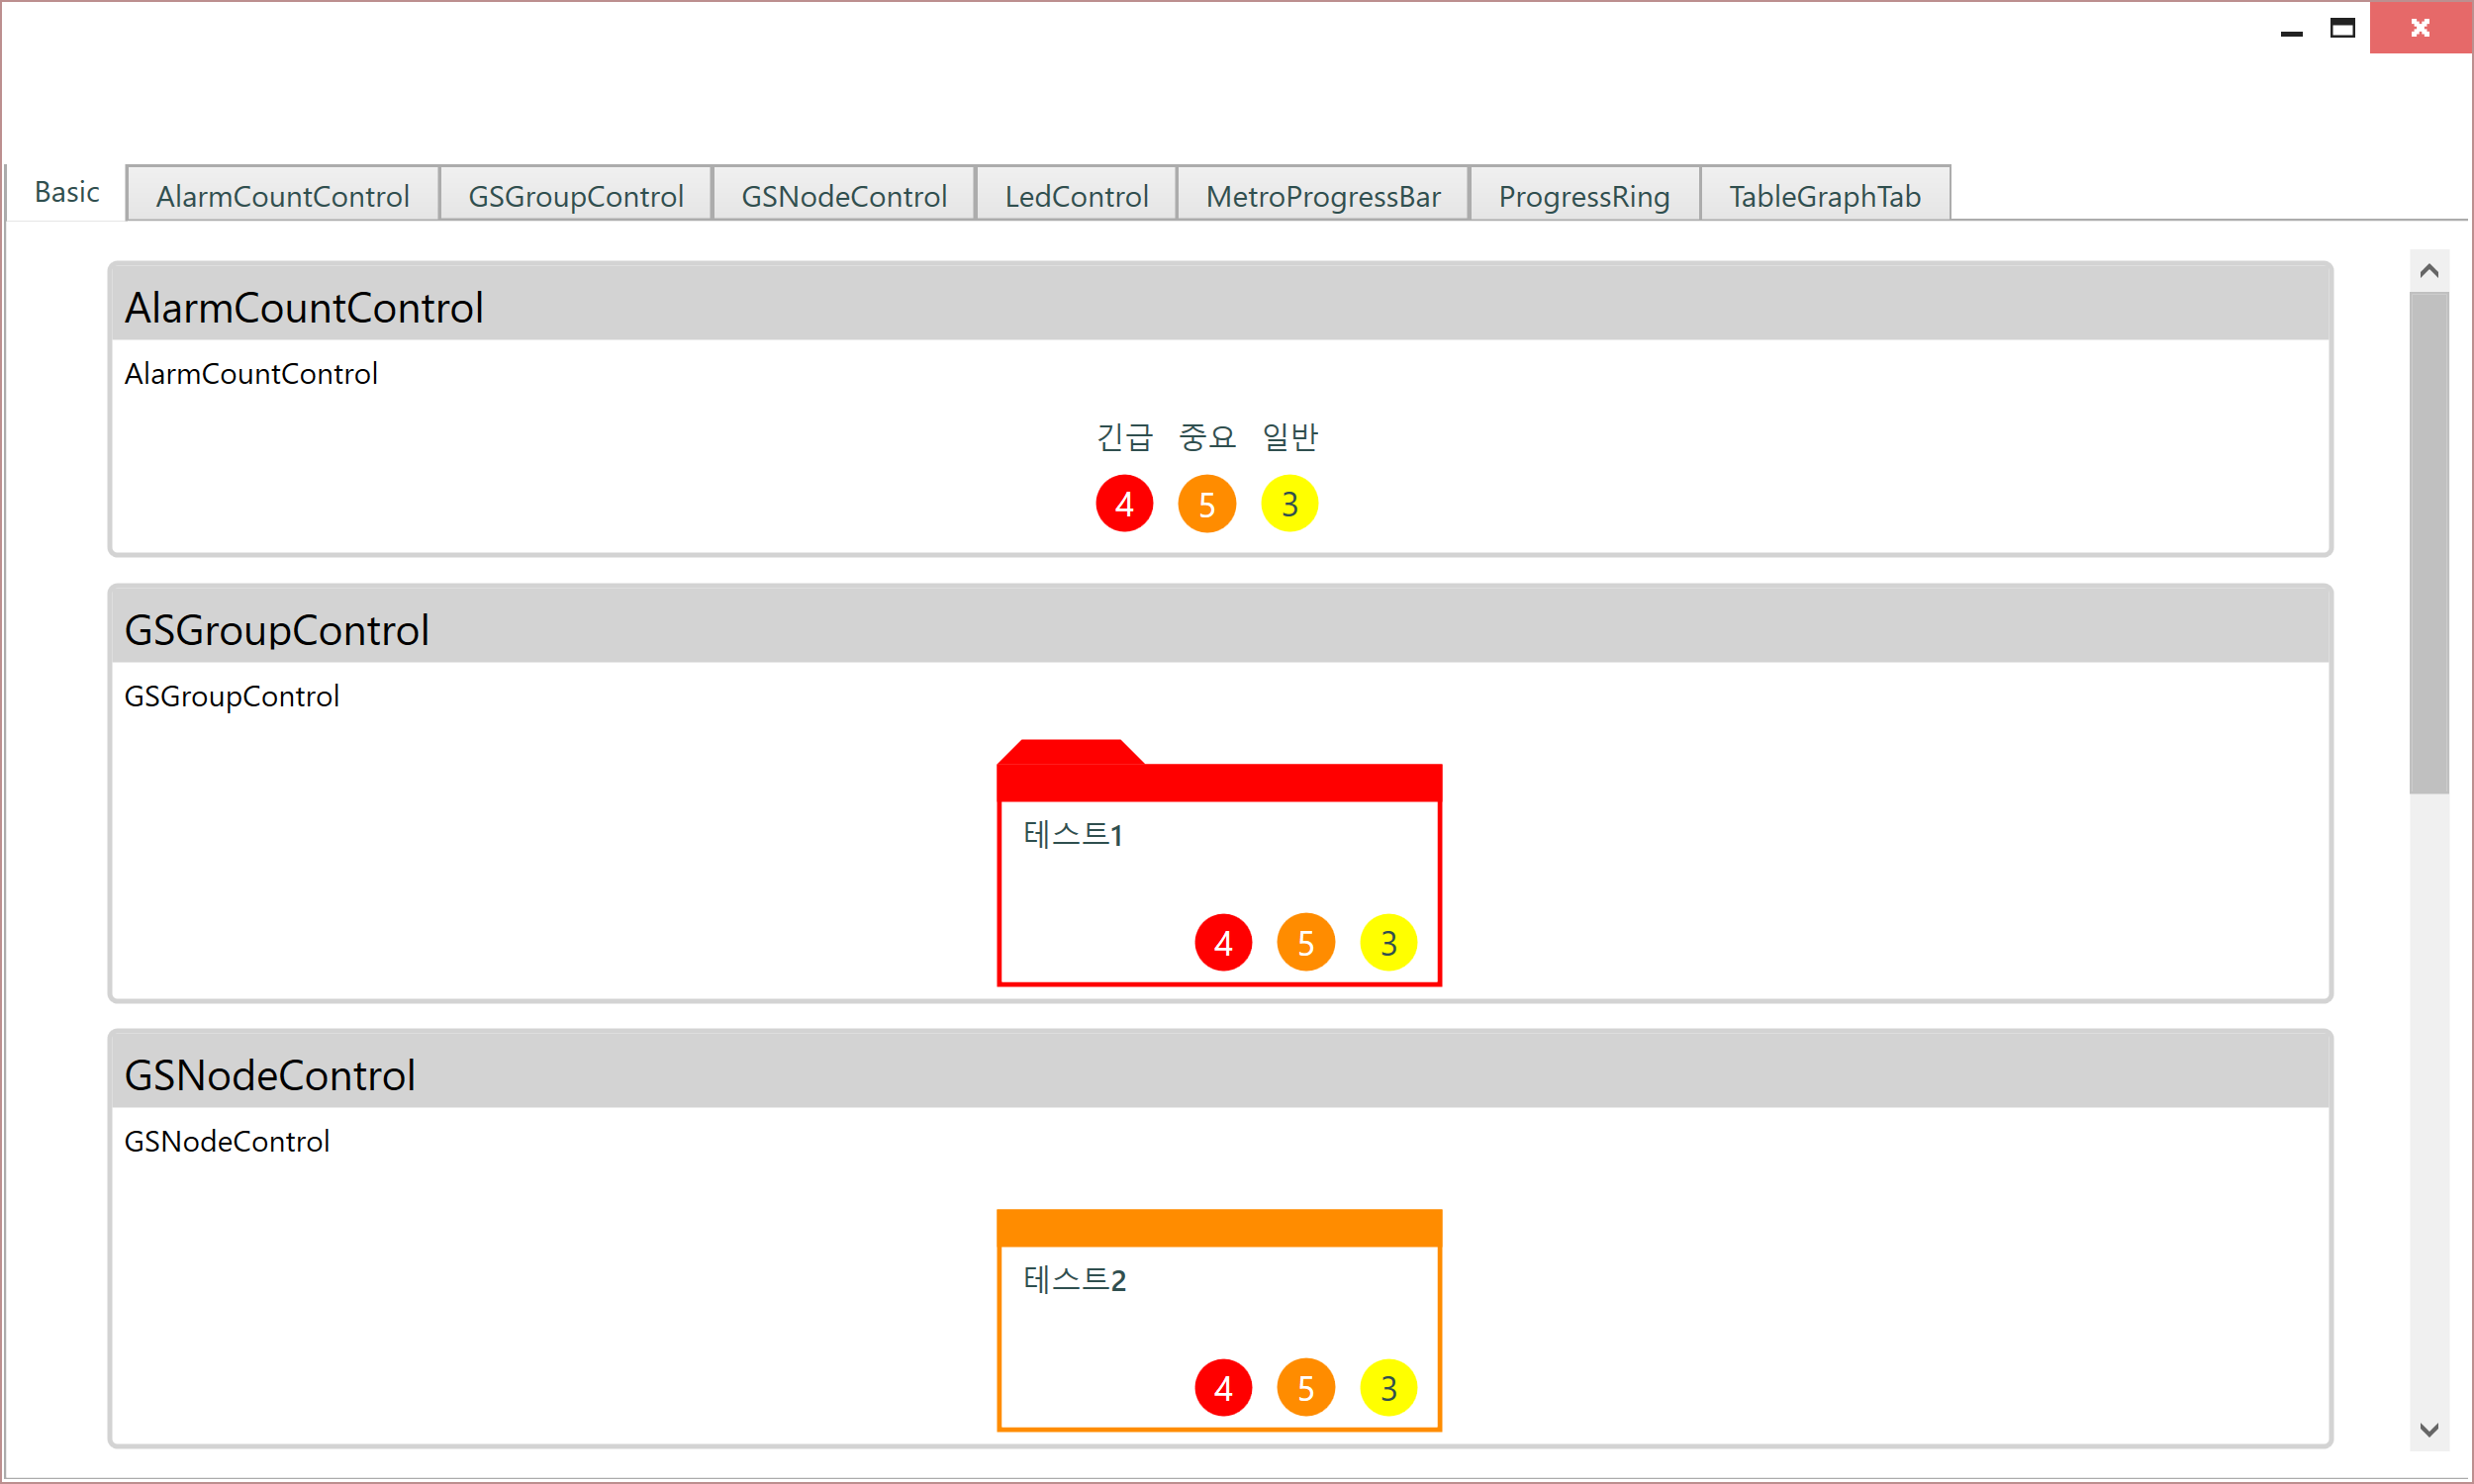 Basic AlarmCountControl GSGroupControl GSNodeControl LedControl MetroProgressBar ProgressRing TableGraphTab
AlarmCountControl
AlarmCountControl
긴급 중요 일반
4 5 3
GSGroupControl
GSGroupControl
테스트1
4 5 3
GSNodeControl
GSNodeControl
테스트2
4 5 3